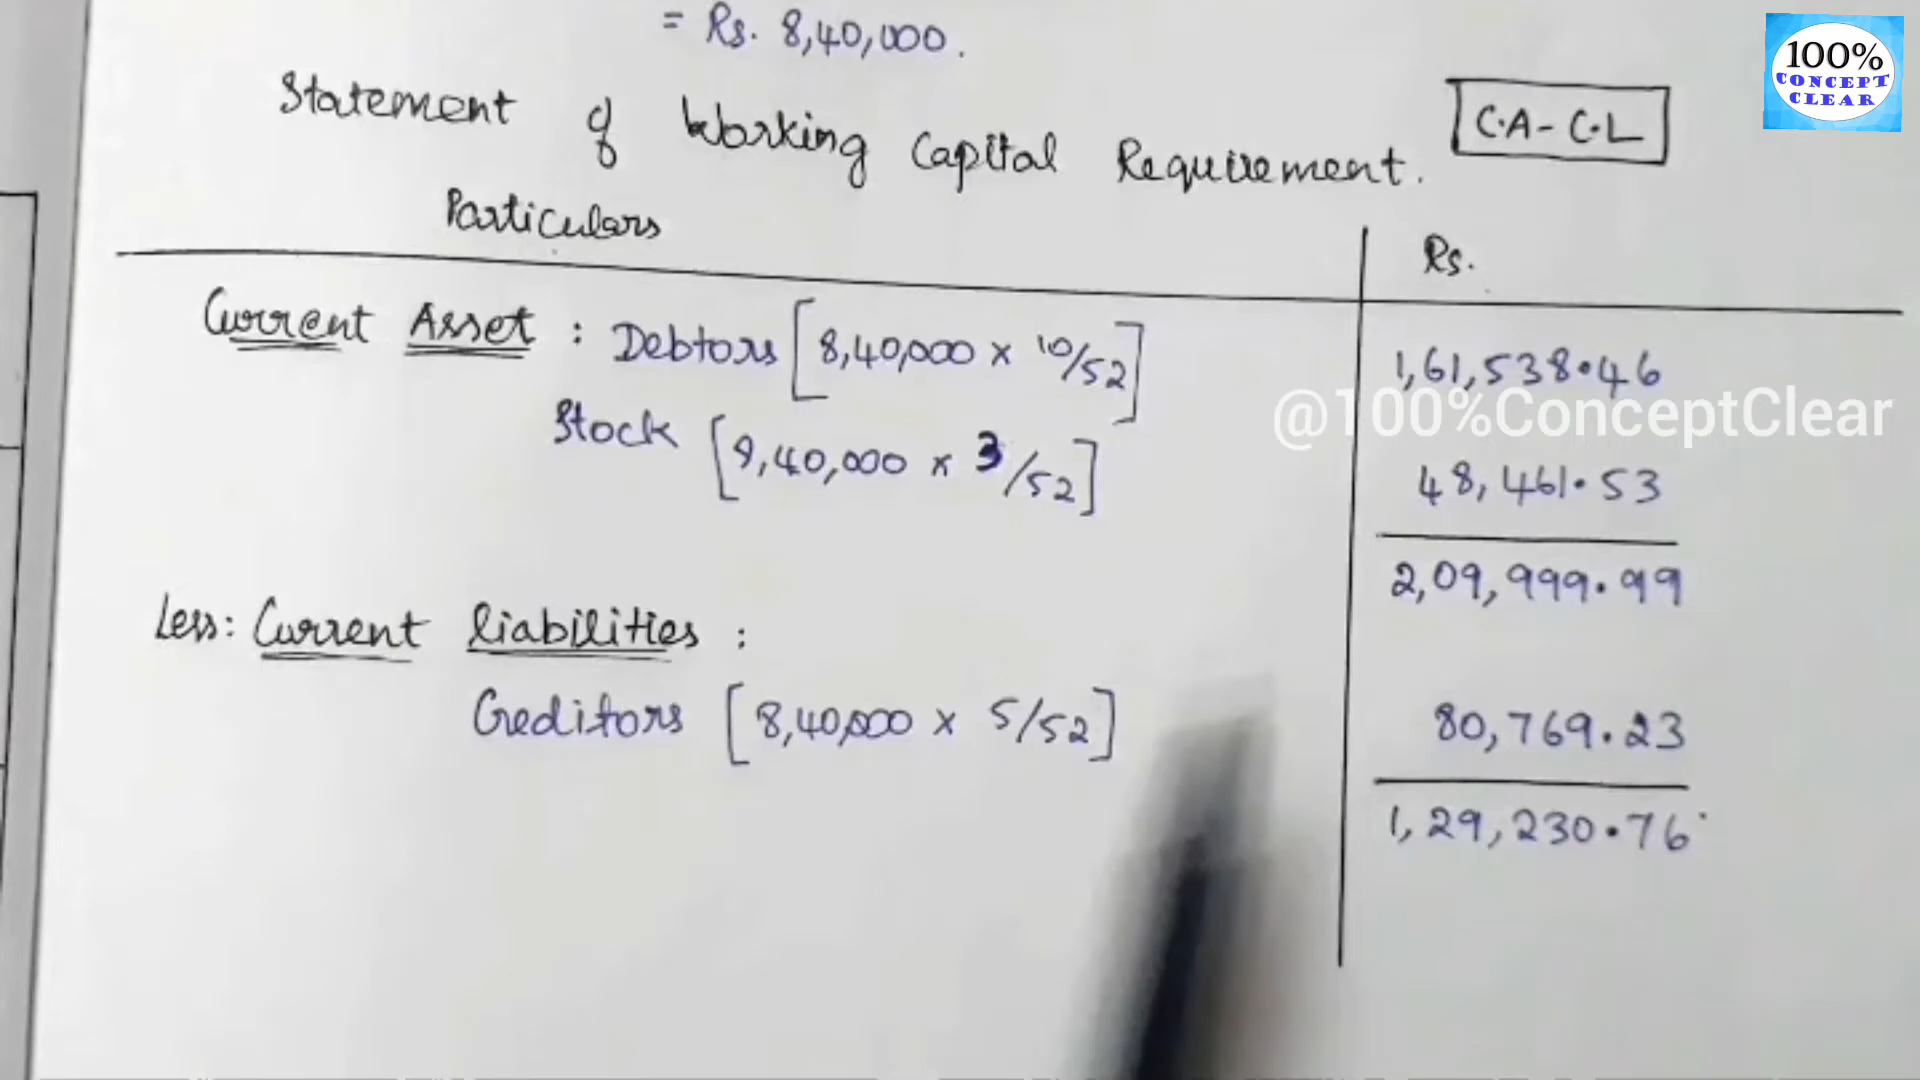 = Rs. 8,40,000.
100%
CONCEPT
CLEAR
Statement of Working Capital Requirement.
C.A - C.L
Particulars
Rs.
Current Asset : Debtors [8,40,000 × 10/52]
1,61,538.46
@100%ConceptClear
Stock [8,40,000 × 3/52]
48,461.53
2,09,999.99
Less: Current liabilities :
Creditors [8,40,000 × 5/52]
80,769.23
1,29,230.76